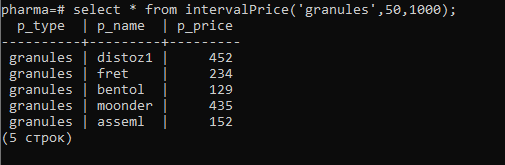 pharma=# select * from intervalPrice('granules',50,1000);
p_type | p_name | p_price
----------+---------+---------
granules | distoz1 | 452
granules | fret | 234
granules | bentol | 129
granules | moonder | 435
granules | asseml | 152
(5 строк)